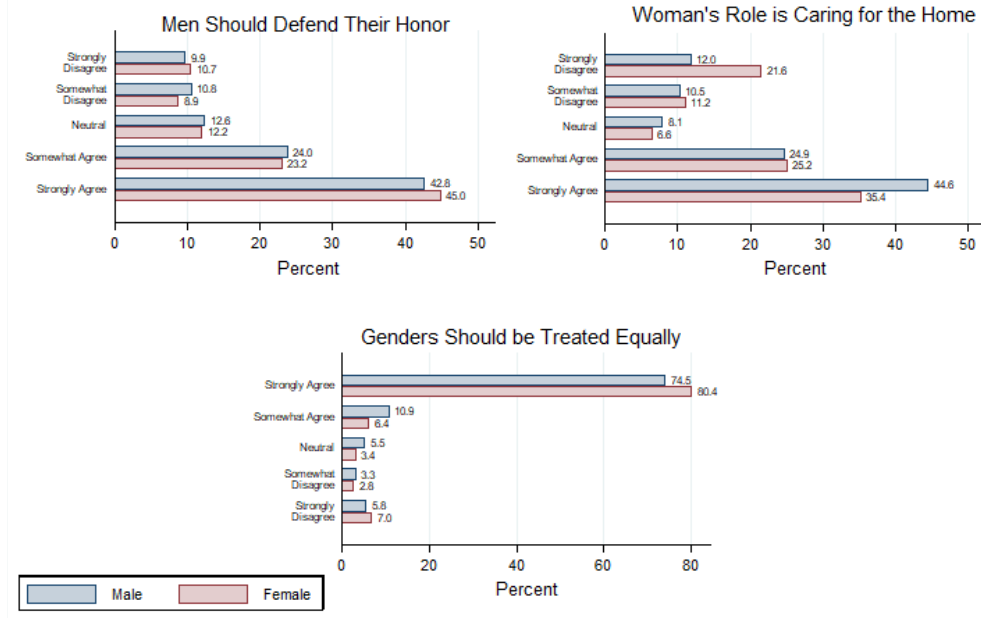 Men Should Defend Their Honor
Strongly
Disagree
9.9
10.7
Somewhat
Disagree
10.8
8.9
Neutral
12.6
12.2
Somewhat Agree
24.0
23.2
Strongly Agree
42.8
45.0
0 10 20 30 40 50
Percent
Woman's Role is Caring for the Home
Strongly
Disagree
12.0
21.6
Somewhat
Disagree
10.5
11.2
Neutral
8.1
6.6
Somewhat Agree
24.9
25.2
Strongly Agree
44.6
35.4
0 10 20 30 40 50
Percent
Genders Should be Treated Equally
Strongly Agree
74.5
80.4
Somewhat Agree
10.9
6.4
Neutral
5.5
3.4
Somewhat
Disagree
3.3
2.8
Strongly
Disagree
5.8
7.0
0 20 40 60 80
Percent
Male Female